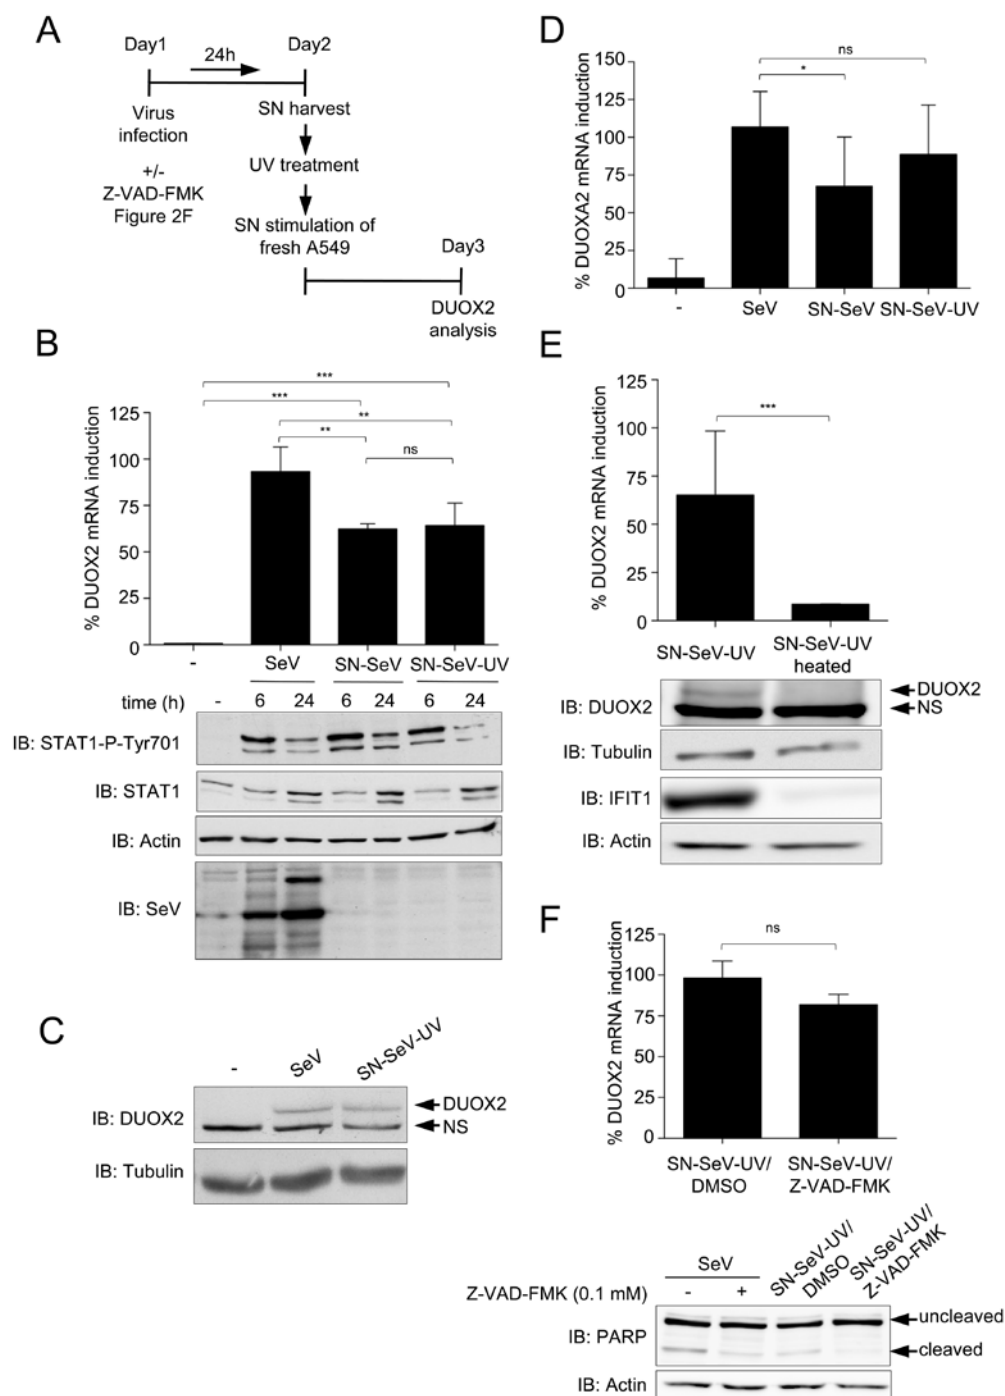 A
Day1
24h
Day2
Virus
infection
+/-
Z-VAD-FMK
Figure 2F
SN harvest
UV treatment
SN stimulation of
fresh A549
Day3
DUOX2
analysis
B
% DUOX2 mRNA induction
125
100
75
50
25
0
***
***
**
**
ns
- SeV SN-SeV SN-SeV-UV
time (h) - 6 24 6 24 6 24
IB: STAT1-P-Tyr701
IB: STAT1
IB: Actin
IB: SeV
C
- SeV SN-SeV-UV
IB: DUOX2
DUOX2
NS
IB: Tubulin
D
% DUOXA2 mRNA induction
125
100
75
50
25
0
ns
*
- SeV SN-SeV SN-SeV-UV
E
% DUOX2 mRNA induction
125
100
75
50
25
0
***
SN-SeV-UV
SN-SeV-UV
heated
IB: DUOX2
DUOX2
NS
IB: Tubulin
IB: IFIT1
IB: Actin
F
% DUOX2 mRNA induction
125
100
75
50
25
0
ns
SN-SeV-UV/
DMSO
SN-SeV-UV/
Z-VAD-FMK
SeV
SN-SeV-UV/
DMSO
SN-SeV-UV/
Z-VAD-FMK
Z-VAD-FMK (0.1 mM) - +
IB: PARP
uncleaved
cleaved
IB: Actin